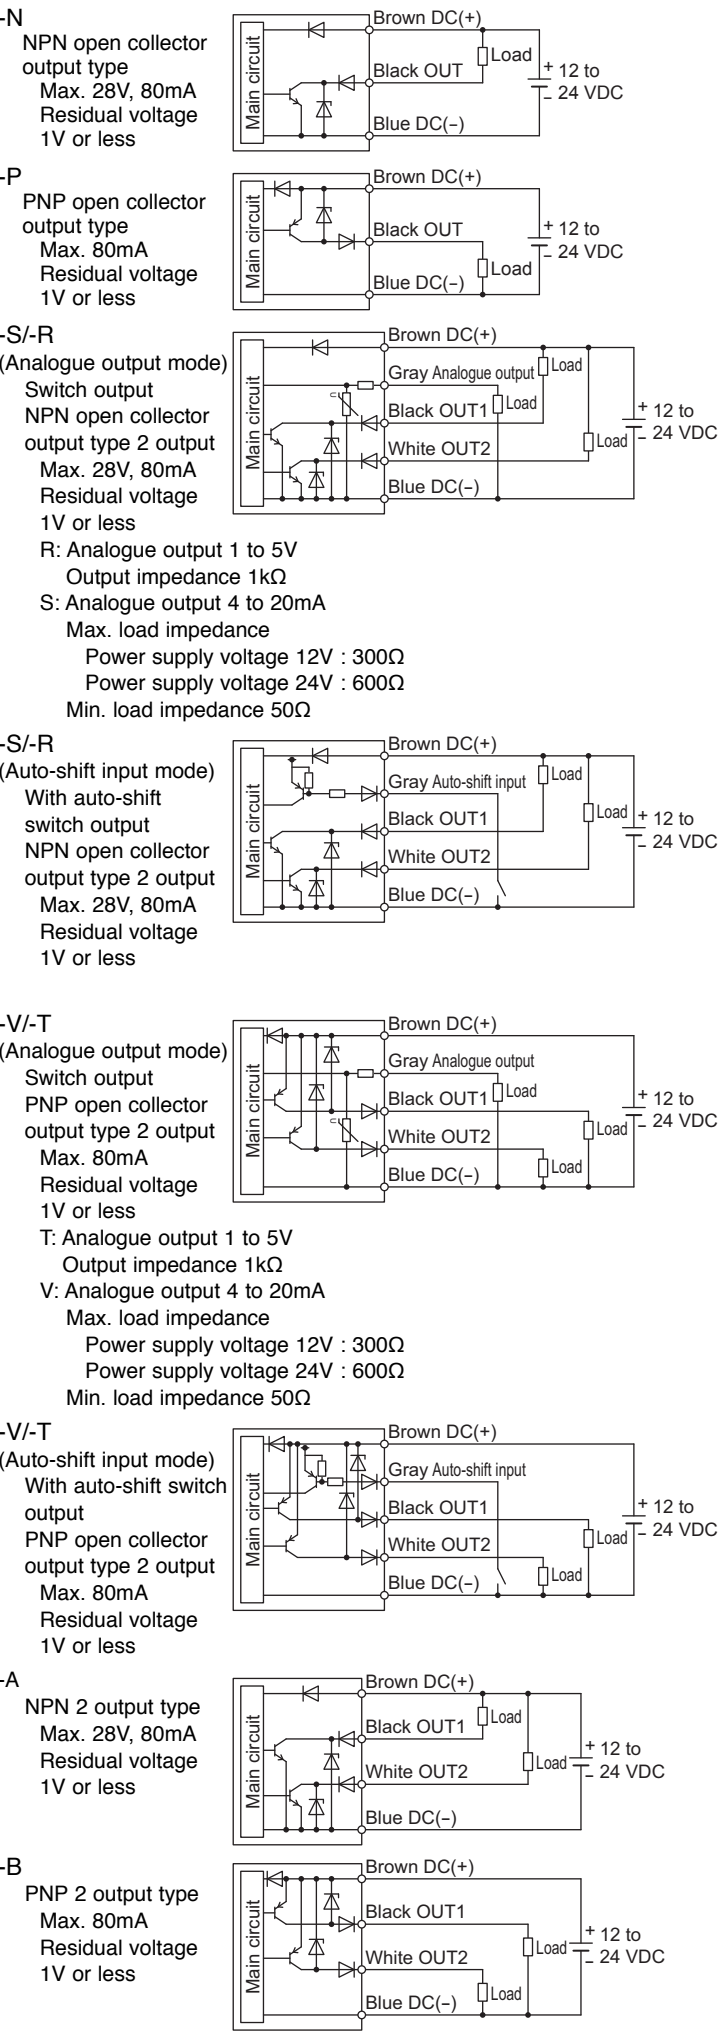 -N
NPN open collector
output type
Max. 28V, 80mA
Residual voltage
1V or less
Main circuit
Brown DC(+)
Load
Black OUT
Blue DC(−)
+ 12 to
− 24 VDC
-P
PNP open collector
output type
Max. 80mA
Residual voltage
1V or less
Main circuit
Brown DC(+)
Black OUT
Load
Blue DC(−)
+ 12 to
− 24 VDC
-S/-R
(Analogue output mode)
Switch output
NPN open collector
output type 2 output
Max. 28V, 80mA
Residual voltage
1V or less
R: Analogue output 1 to 5V
Output impedance 1kΩ
S: Analogue output 4 to 20mA
Max. load impedance
Power supply voltage 12V : 300Ω
Power supply voltage 24V : 600Ω
Min. load impedance 50Ω
Main circuit
Brown DC(+)
Gray Analogue output
Load
Load
Black OUT1
White OUT2
Load
Blue DC(−)
+ 12 to
− 24 VDC
-S/-R
(Auto-shift input mode)
With auto-shift
switch output
NPN open collector
output type 2 output
Max. 28V, 80mA
Residual voltage
1V or less
Main circuit
Brown DC(+)
Gray Auto-shift input
Load
Black OUT1
Load
White OUT2
Blue DC(−)
+ 12 to
− 24 VDC
-V/-T
(Analogue output mode)
Switch output
PNP open collector
output type 2 output
Max. 80mA
Residual voltage
1V or less
T: Analogue output 1 to 5V
Output impedance 1kΩ
V: Analogue output 4 to 20mA
Max. load impedance
Power supply voltage 12V : 300Ω
Power supply voltage 24V : 600Ω
Min. load impedance 50Ω
Main circuit
Brown DC(+)
Gray Analogue output
Load
Black OUT1
White OUT2
Load
Load
Blue DC(−)
+ 12 to
− 24 VDC
-V/-T
(Auto-shift input mode)
With auto-shift switch
output
PNP open collector
output type 2 output
Max. 80mA
Residual voltage
1V or less
Main circuit
Brown DC(+)
Gray Auto-shift input
Black OUT1
White OUT2
Load
Load
Blue DC(−)
+ 12 to
− 24 VDC
-A
NPN 2 output type
Max. 28V, 80mA
Residual voltage
1V or less
Main circuit
Brown DC(+)
Load
Black OUT1
Load
White OUT2
Blue DC(−)
+ 12 to
− 24 VDC
-B
PNP 2 output type
Max. 80mA
Residual voltage
1V or less
Main circuit
Brown DC(+)
Black OUT1
Load
White OUT2
Load
Blue DC(−)
+ 12 to
− 24 VDC